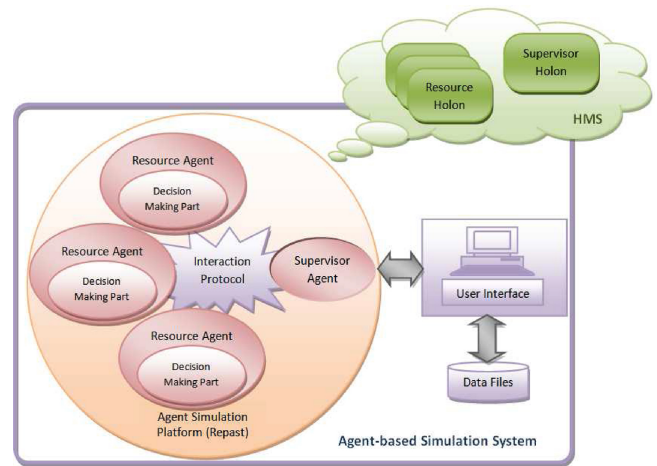 Supervisor
Holon
Resource
Holon
HMS
Resource Agent
Decision
Making Part
Resource Agent
Decision
Making Part
Interaction
Protocol
Supervisor
Agent
User Interface
Resource Agent
Decision
Making Part
Data Files
Agent Simulation
Platform (Repast)
Agent-based Simulation System